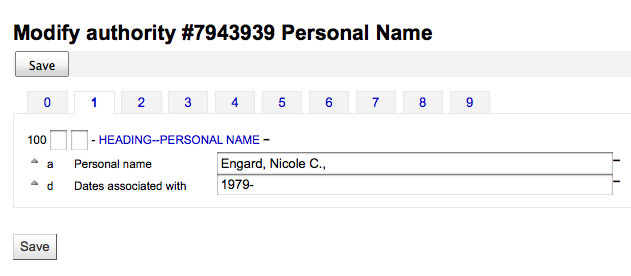 Modify authority #7943939 Personal Name
Save
0 1 2 3 4 5 6 7 8 9
100 - HEADING--PERSONAL NAME –
a Personal name Engard, Nicole C., –
d Dates associated with 1979- –
Save